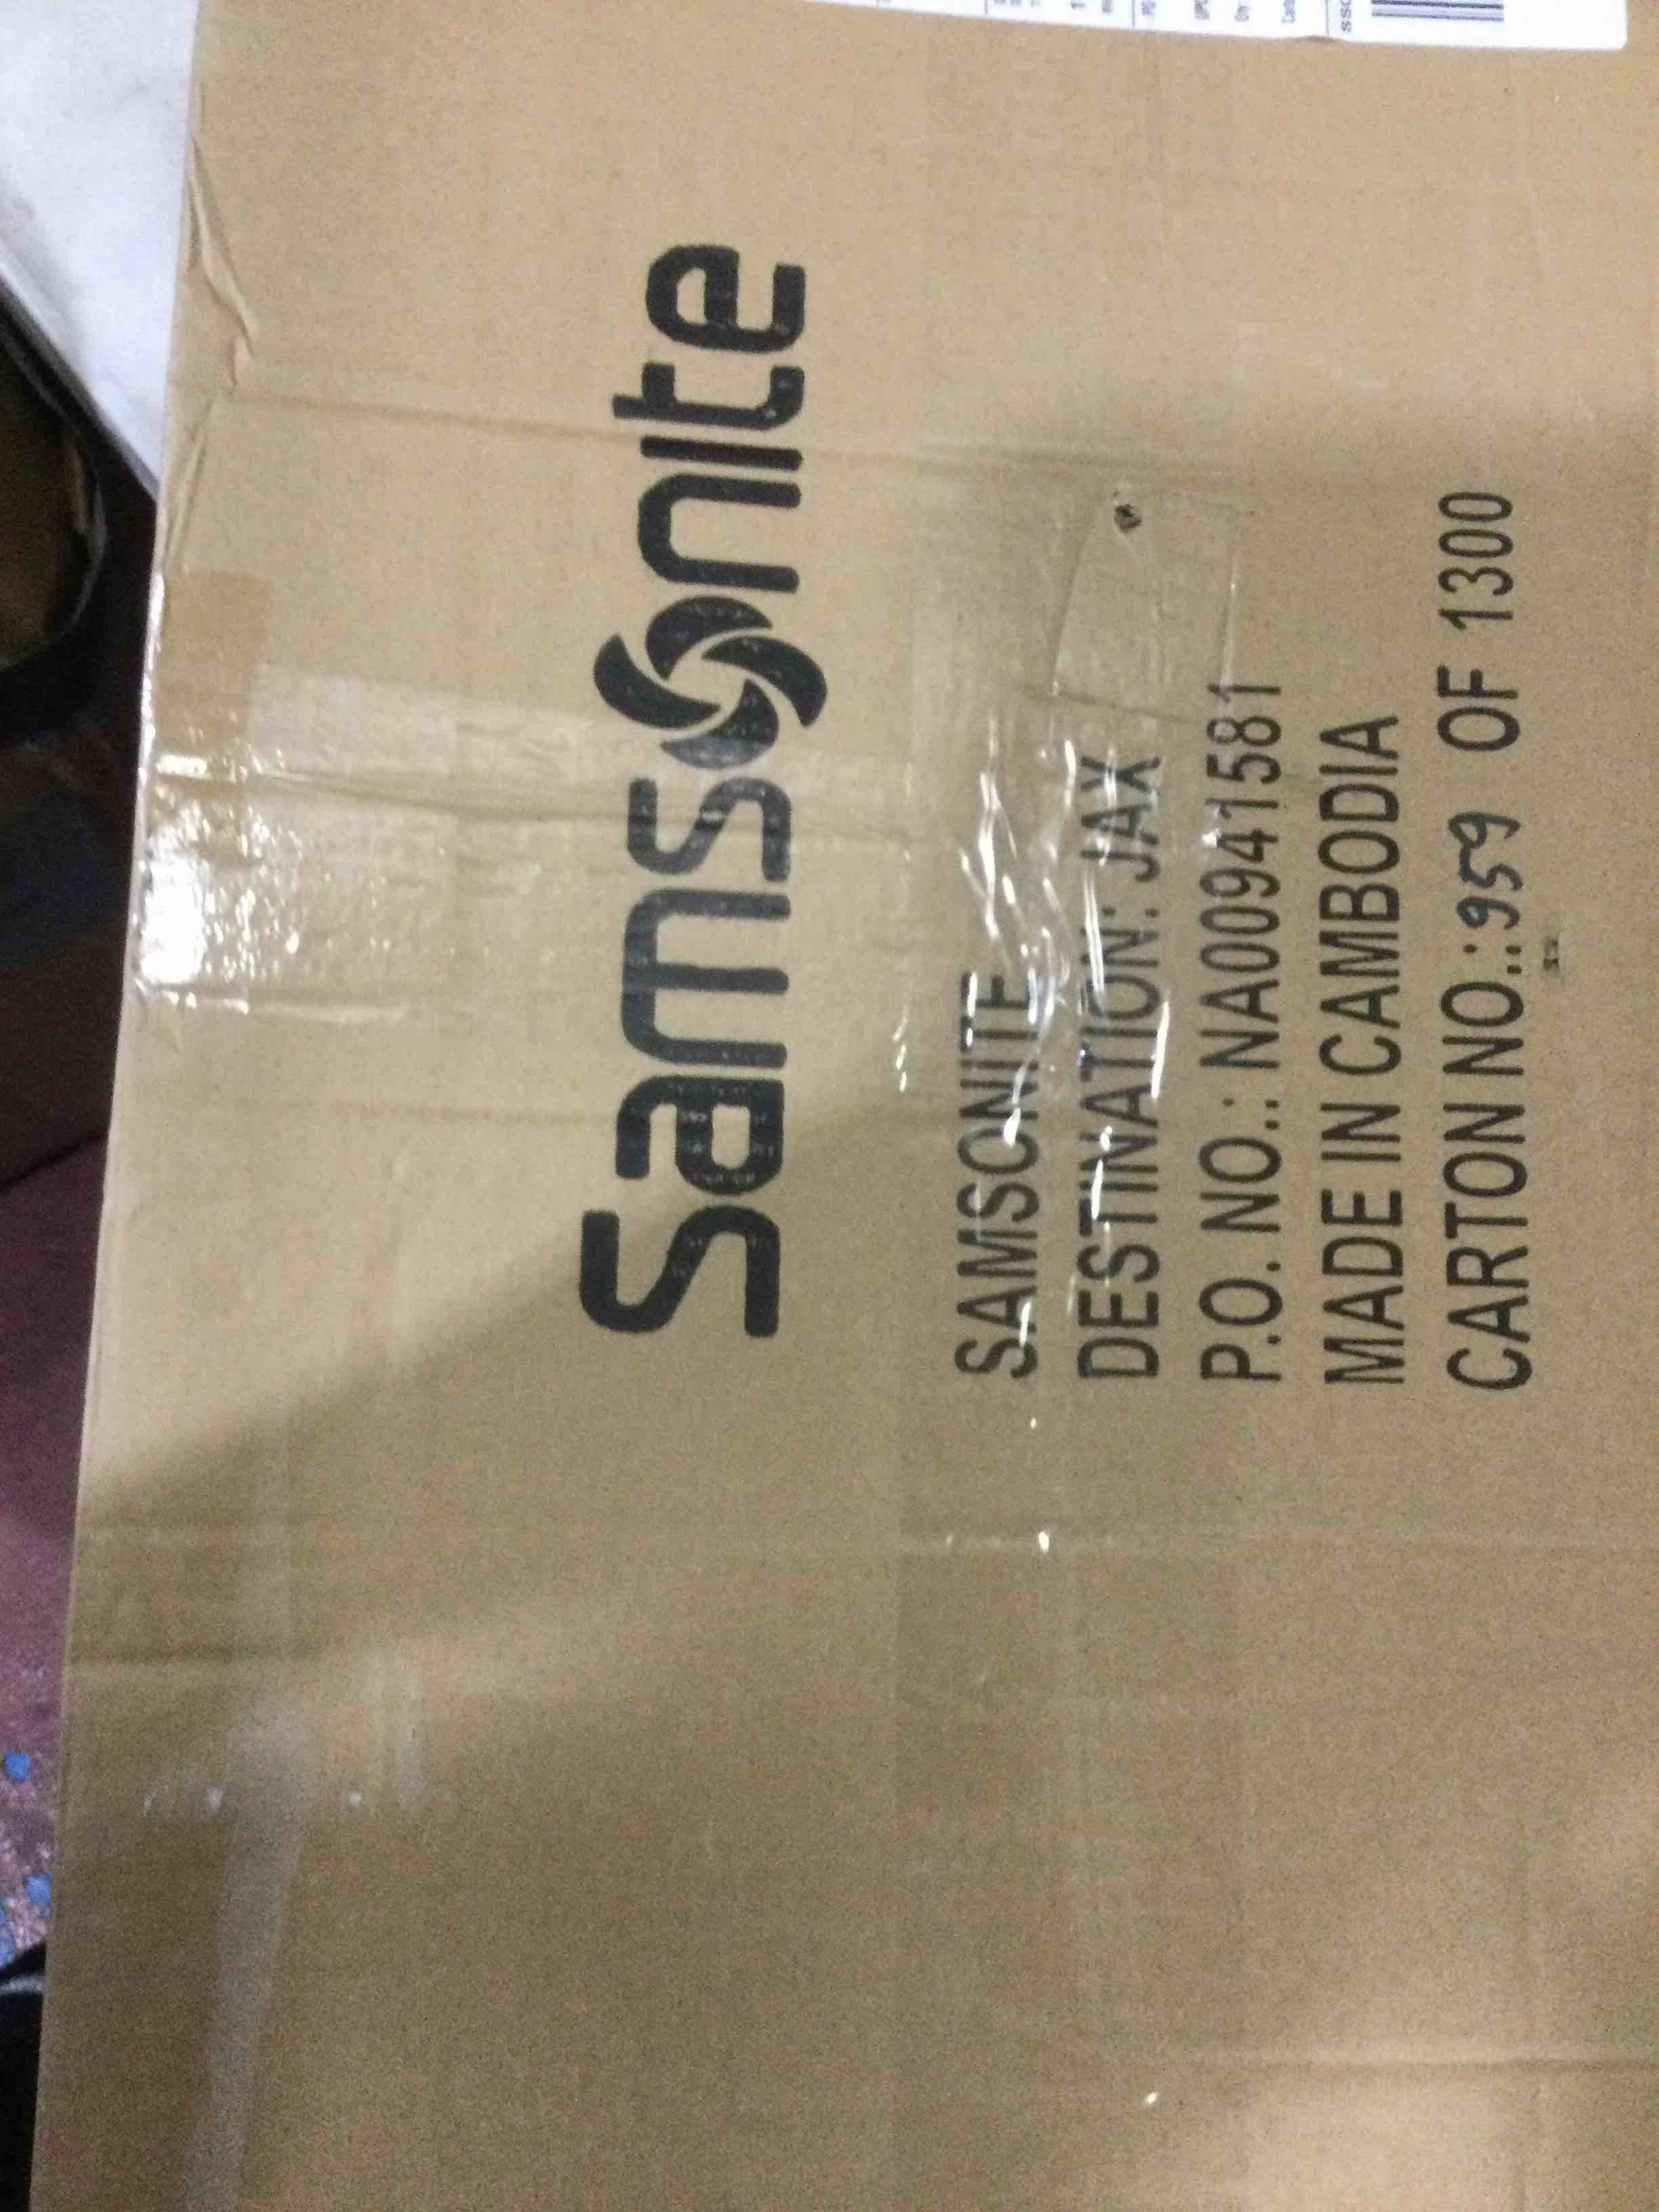 Samsonite
SAMSONITE
DESTINATION: JAX
P.O. NO.: NA00941581
MADE IN CAMBODIA
CARTON NO.:959 OF 1300